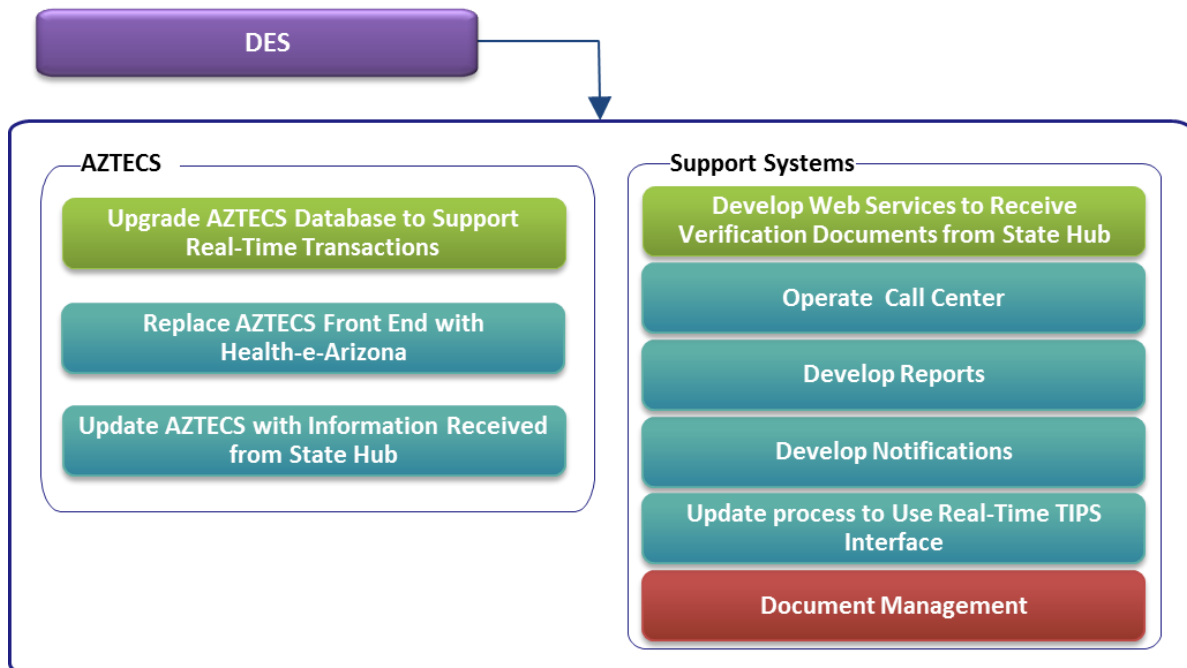 DES
AZTECS
Upgrade AZTECS Database to Support
Real-Time Transactions
Replace AZTECS Front End with
Health-e-Arizona
Update AZTECS with Information Received
from State Hub
Support Systems
Develop Web Services to Receive
Verification Documents from State Hub
Operate Call Center
Develop Reports
Develop Notifications
Update process to Use Real-Time TIPS
Interface
Document Management